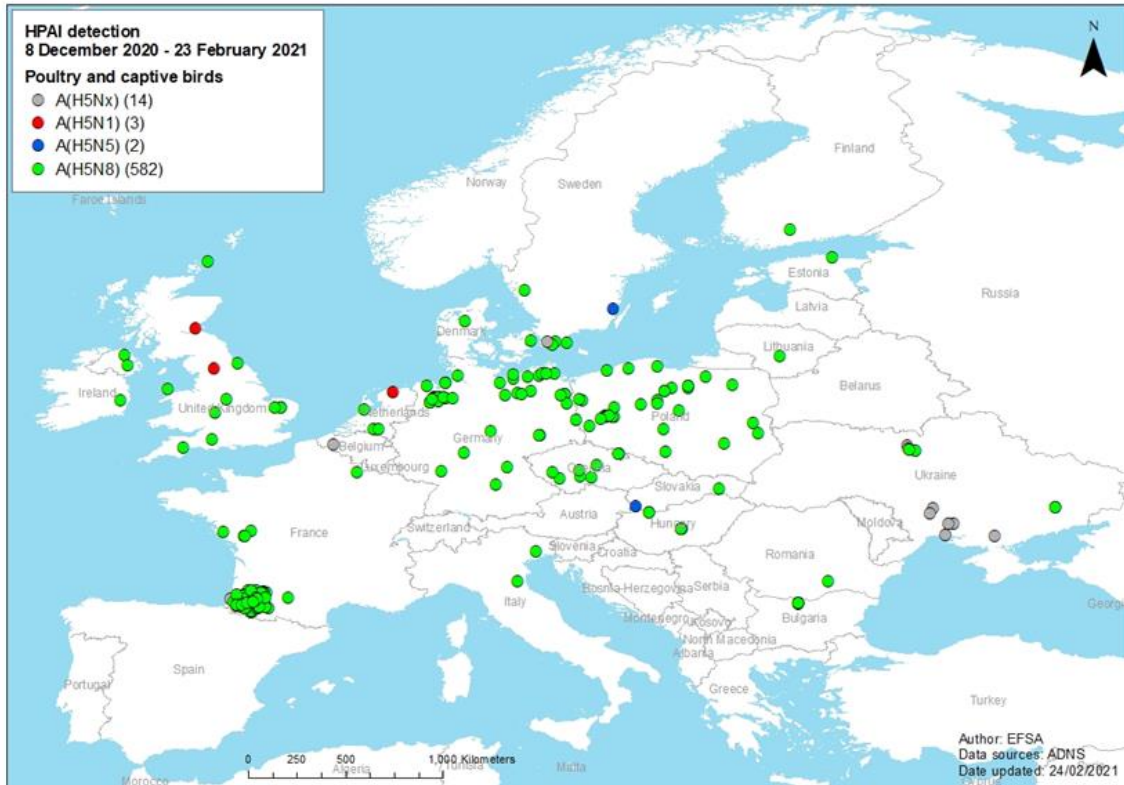 HPAI detection
8 December 2020 - 23 February 2021
Poultry and captive birds
A(H5Nx) (14)
A(H5N1) (3)
A(H5N5) (2)
A(H5N8) (582)
N
Finland
Norway
Sweden
Faroe Islands
Estonia
Russia
Latvia
Denmark
Lithuania
Ireland
Belarus
United Kingdom
Netherlands
Poland
Germany
Belgium
Luxembourg
Ukraine
Slovakia
Austria
Moldova
France
Switzerland
Hungary
Slovenia
Croatia
Romania
Bosnia-Herzegovina
Serbia
Italy
Montenegro
Kosovo
Bulgaria
Georgia
North Macedonia
Albania
Spain
Portugal
Greece
Turkey
0 250 500 1,000 Kilometers
Author: EFSA
Data sources: ADNS
Date updated: 24/02/2021
Morocco
Algeria
Tunisia
Malta
Cyprus